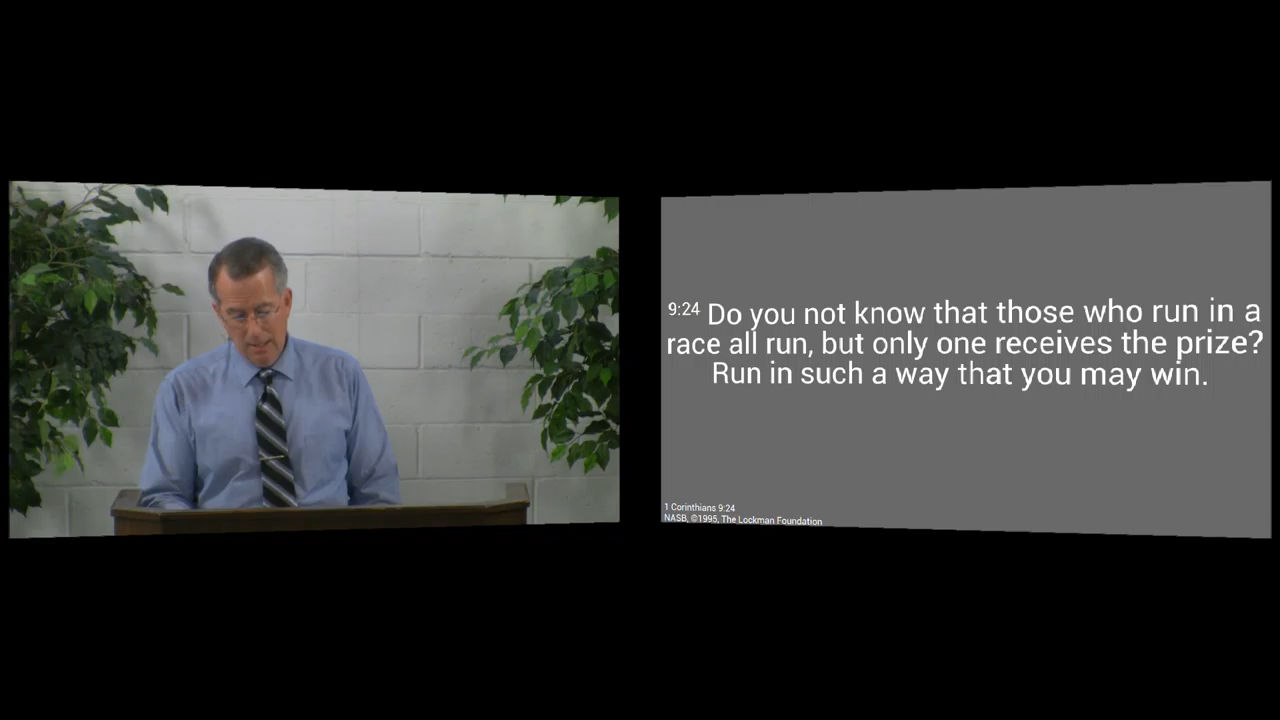 9:24 Do you not know that those who run in a
race all run, but only one receives the prize?
Run in such a way that you may win.
1 Corinthians 9:24
NASB, ©1995, The Lockman Foundation